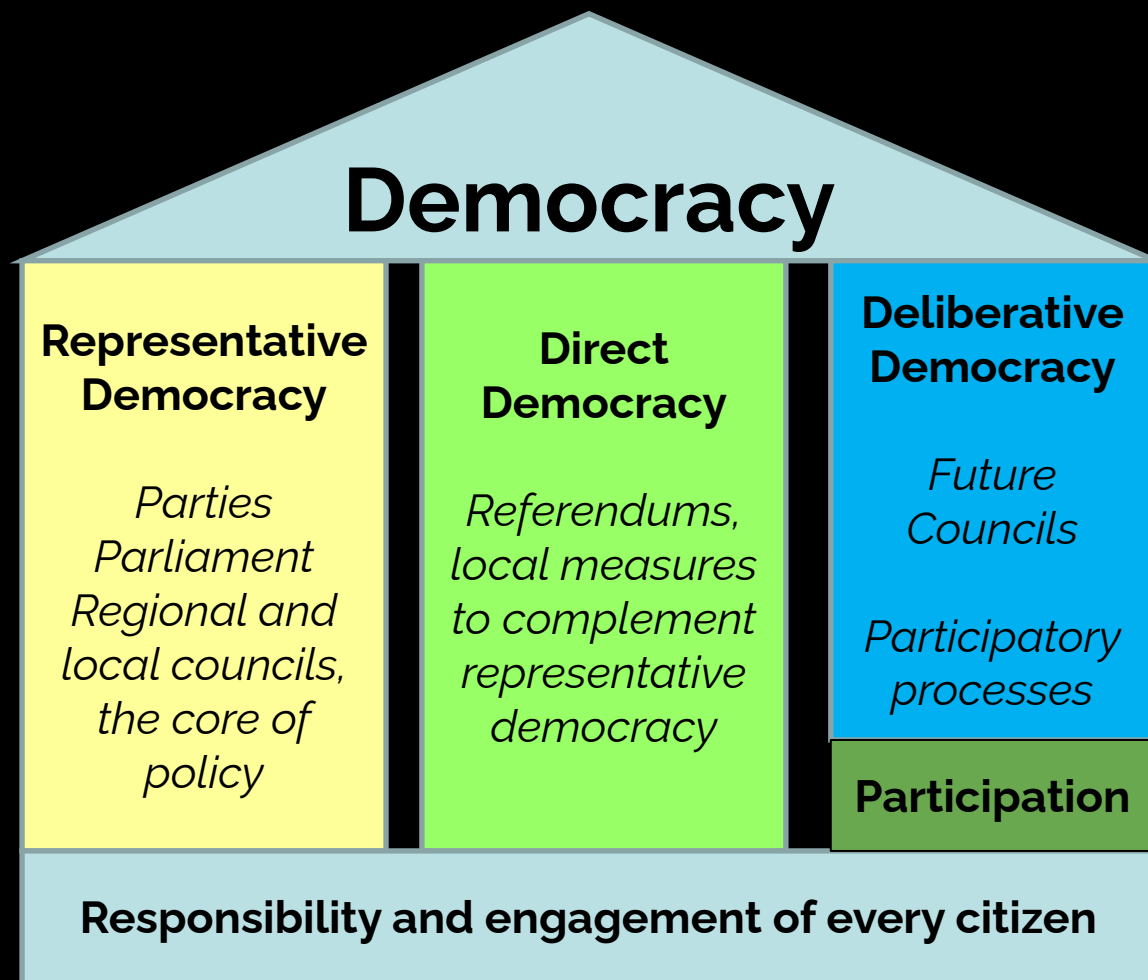 Democracy
Representative
Democracy
Parties
Parliament
Regional and
local councils,
the core of
policy
Direct
Democracy
Referendums,
local measures
to complement
representative
democracy
Deliberative
Democracy
Future
Councils
Participatory
processes
Participation
Responsibility and engagement of every citizen